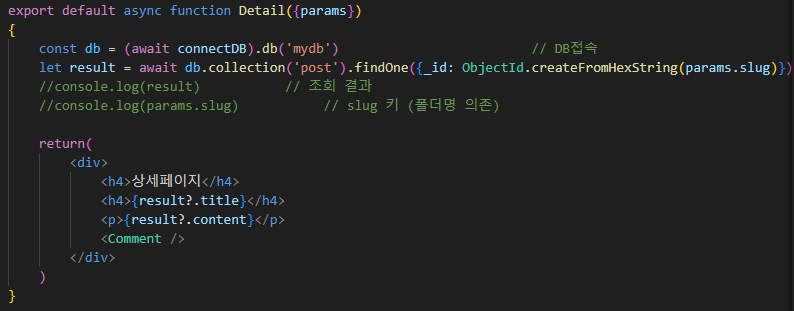 export default async function Detail({params})
{
    const db = (await connectDB).db('mydb')                        // DB접속
    let result = await db.collection('post').findOne({_id: ObjectId.createFromHexString(params.slug)})
    //console.log(result)           // 조회 결과
    //console.log(params.slug)           // slug 키 (폴더명 의존)

    return(
        <div>
            <h4>상세페이지</h4>
            <h4>{result?.title}</h4>
            <p>{result?.content}</p>
            <Comment />
        </div>
    )
}